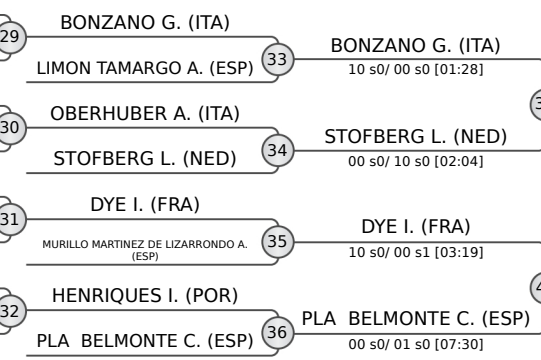 BONZANO G. (ITA)
29
LIMON TAMARGO A. (ESP)
33
BONZANO G. (ITA)
10 s0/ 00 s0 [01:28]
OBERHUBER A. (ITA)
30
STOFBERG L. (NED)
34
STOFBERG L. (NED)
00 s0/ 10 s0 [02:04]
DYE I. (FRA)
31
MURILLO MARTINEZ DE LIZARRONDO A.
(ESP)
35
DYE I. (FRA)
10 s0/ 00 s1 [03:19]
HENRIQUES I. (POR)
32
PLA  BELMONTE C. (ESP)
36
PLA  BELMONTE C. (ESP)
00 s0/ 01 s0 [07:30]